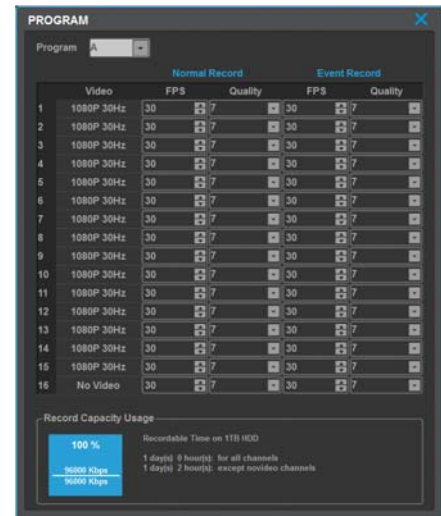 PROGRAM
Program A
Normal Record Event Record
Video FPS Quality FPS Quality
1 1080P 30Hz 30 7 30 7
2 1080P 30Hz 30 7 30 7
3 1080P 30Hz 30 7 30 7
4 1080P 30Hz 30 7 30 7
5 1080P 30Hz 30 7 30 7
6 1080P 30Hz 30 7 30 7
7 1080P 30Hz 30 7 30 7
8 1080P 30Hz 30 7 30 7
9 1080P 30Hz 30 7 30 7
10 1080P 30Hz 30 7 30 7
11 1080P 30Hz 30 7 30 7
12 1080P 30Hz 30 7 30 7
13 1080P 30Hz 30 7 30 7
14 1080P 30Hz 30 7 30 7
15 1080P 30Hz 30 7 30 7
16 No Video 30 7 30 7
Record Capacity Usage
100 %
96000 Kbps
96000 Kbps
Recordable Time on 1TB HDD
1 day(s) 0 hour(s): for all channels
1 day(s) 2 hour(s): except novideo channels